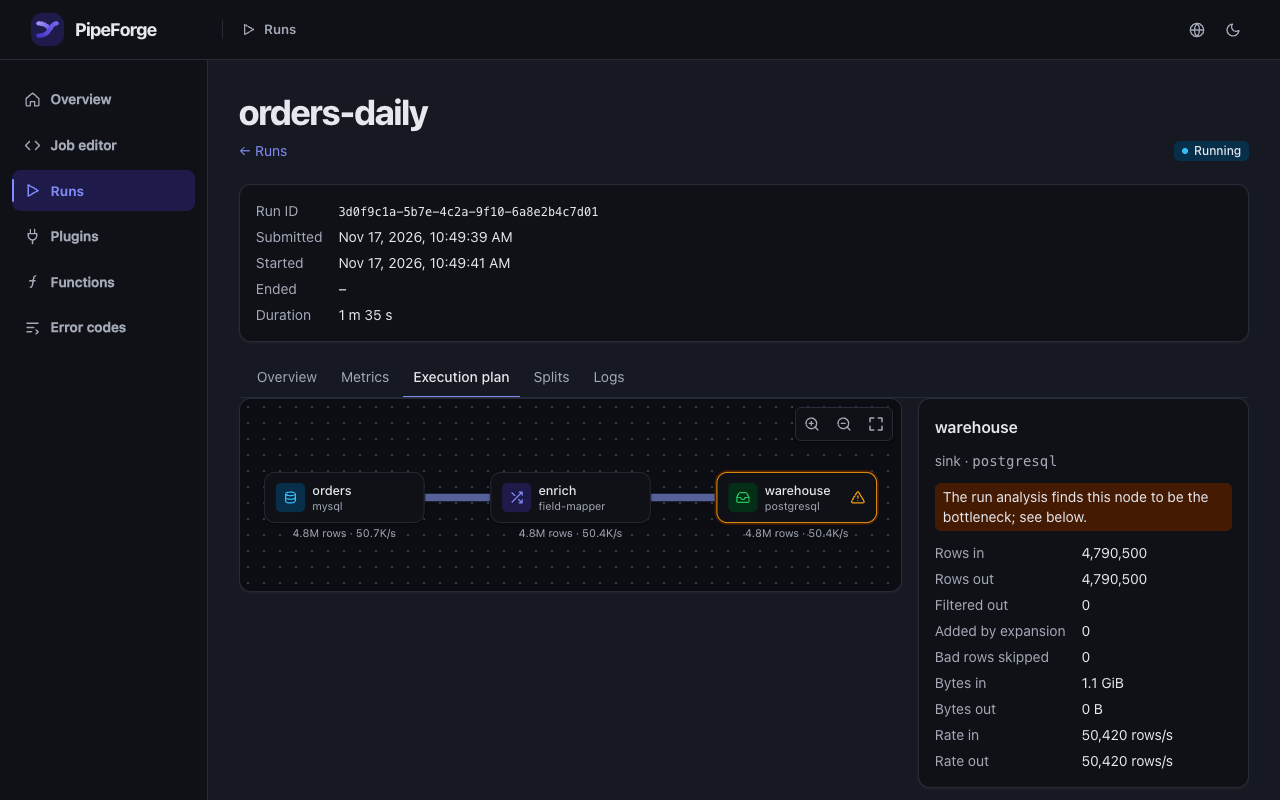 PipeForge
Runs
Overview
Job editor
Runs
Plugins
Functions
Error codes
orders-daily
← Runs
Running
Run ID 3d0f9c1a-5b7e-4c2a-9f10-6a8e2b4c7d01
Submitted Nov 17, 2026, 10:49:39 AM
Started Nov 17, 2026, 10:49:41 AM
Ended –
Duration 1 m 35 s
Overview Metrics Execution plan Splits Logs
orders
mysql
4.8M rows · 50.7K/s
enrich
field-mapper
4.8M rows · 50.4K/s
warehouse
postgresql
4.8M rows · 50.4K/s
warehouse
sink · postgresql
The run analysis finds this node to be the
bottleneck; see below.
Rows in 4,790,500
Rows out 4,790,500
Filtered out 0
Added by expansion 0
Bad rows skipped 0
Bytes in 1.1 GiB
Bytes out 0 B
Rate in 50,420 rows/s
Rate out 50,420 rows/s